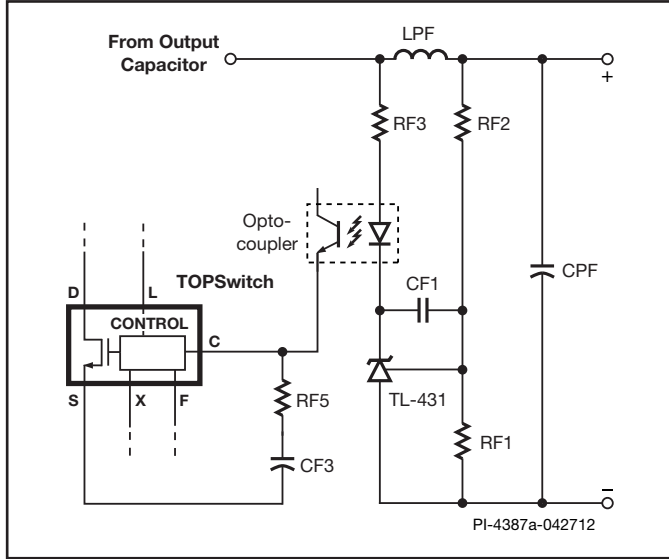 From Output
Capacitor
LPF
+
RF3
RF2
Opto-
coupler
CPF
D
L
TOPSwitch
CF1
CONTROL
C
TL-431
S
X
F
RF5
RF1
CF3
–
PI-4387a-042712